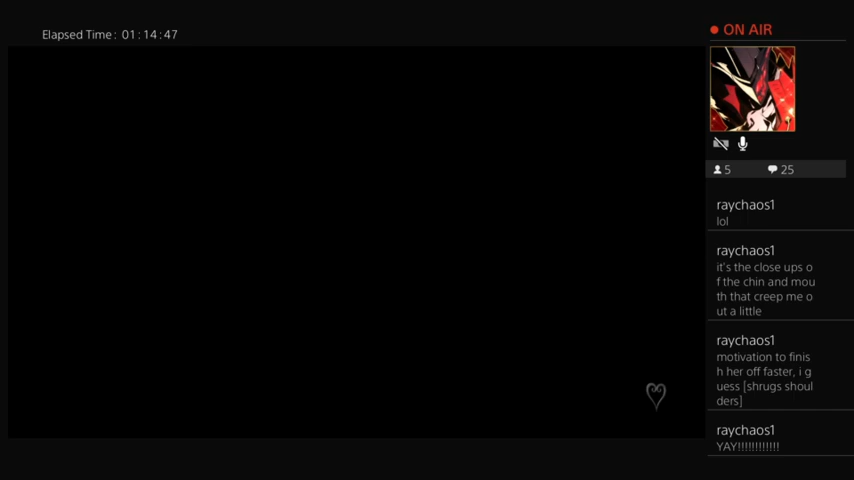 Elapsed Time: 01:14:47
ON AIR
5 25
raychaos1
lol
raychaos1
it's the close ups o
f the chin and mou
th that creep me o
ut a little
raychaos1
motivation to finis
h her off faster, i g
uess [shrugs shoul
ders]
raychaos1
YAY!!!!!!!!!!!!